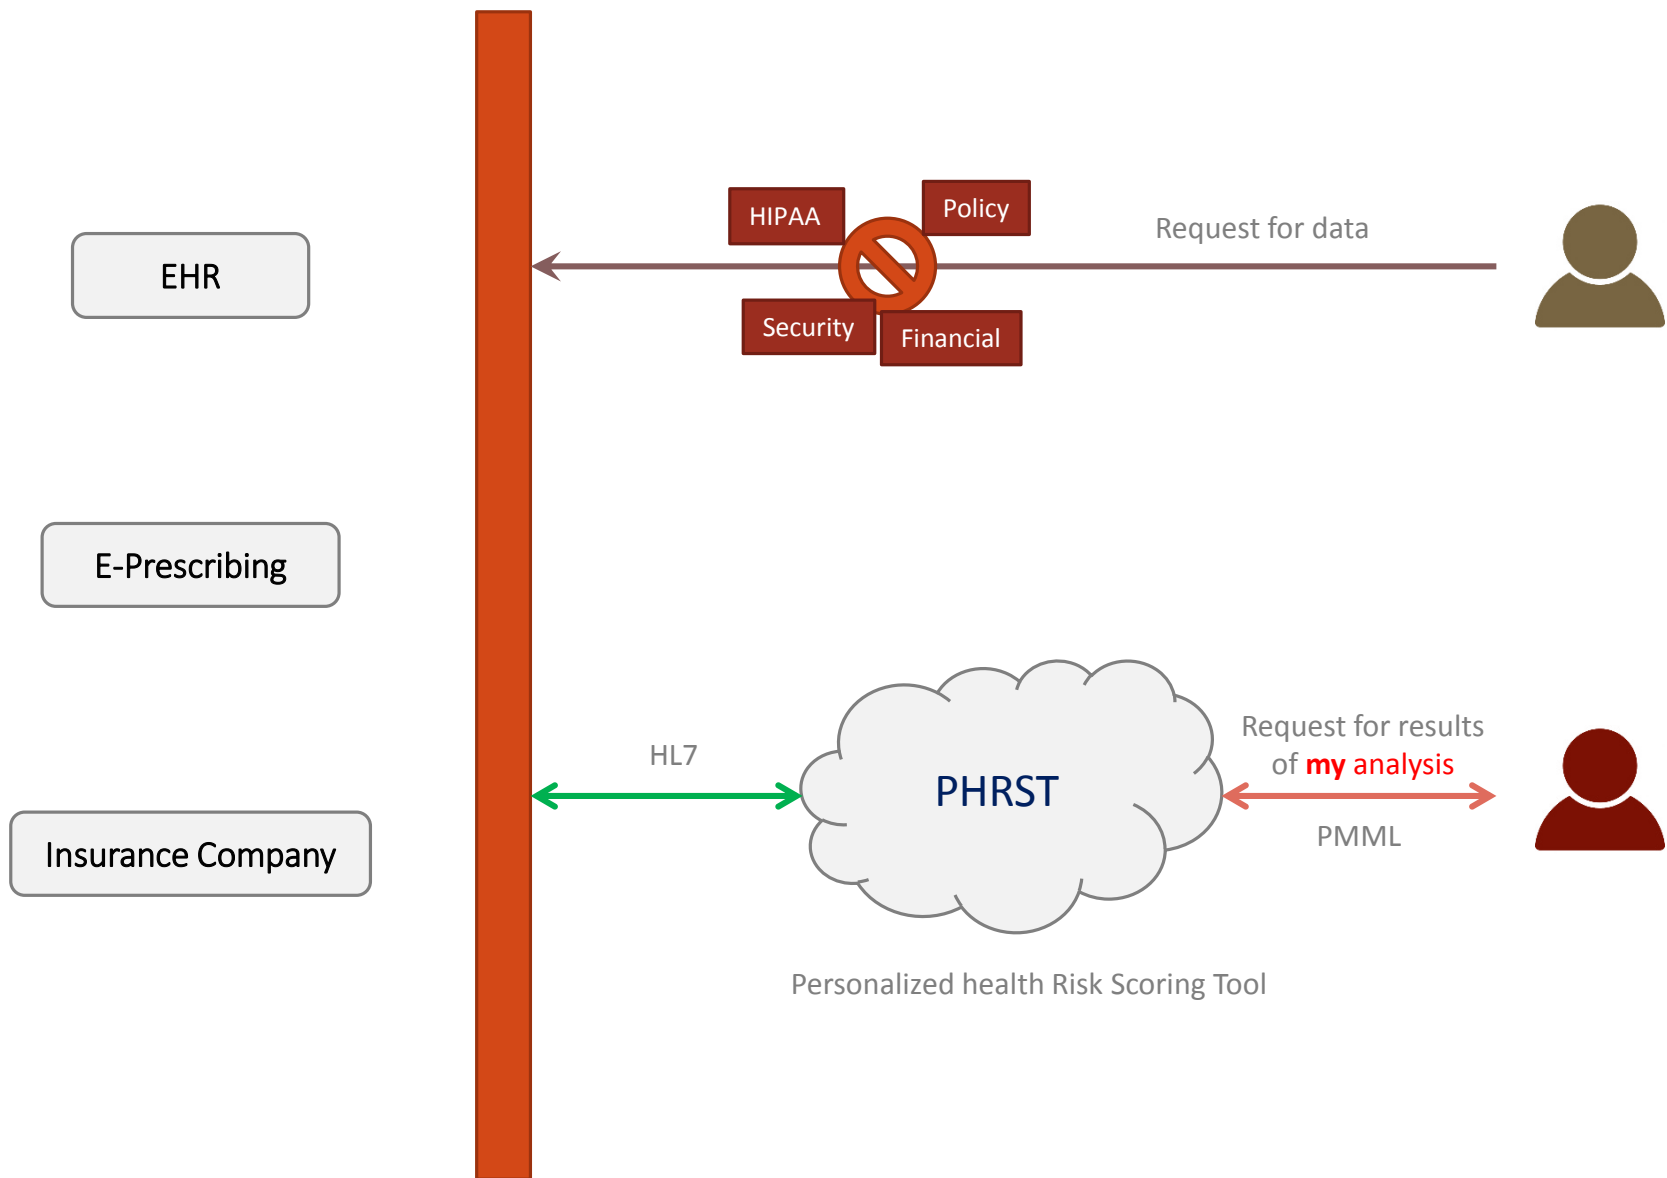 HIPAA
Policy
Request for data
EHR
Security
Financial
E-Prescribing
HL7
PHRST
Request for results
of my analysis
PMML
Insurance Company
Personalized health Risk Scoring Tool